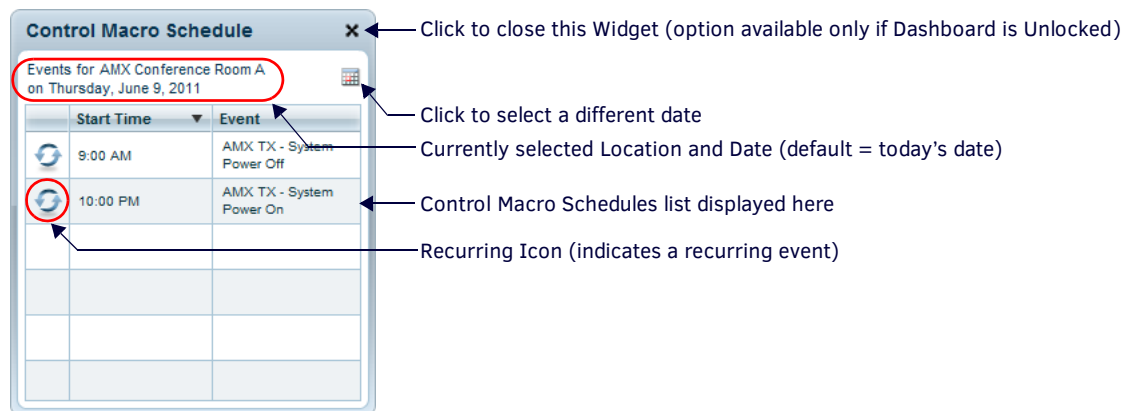 Control Macro Schedule
Click to close this Widget (option available only if Dashboard is Unlocked)
Events for AMX Conference Room A
on Thursday, June 9, 2011
Click to select a different date
Start Time ▼ Event
Currently selected Location and Date (default = today's date)
9:00 AM
AMX TX - System
Power Off
10:00 PM
AMX TX - System
Power On
Control Macro Schedules list displayed here
Recurring Icon (indicates a recurring event)